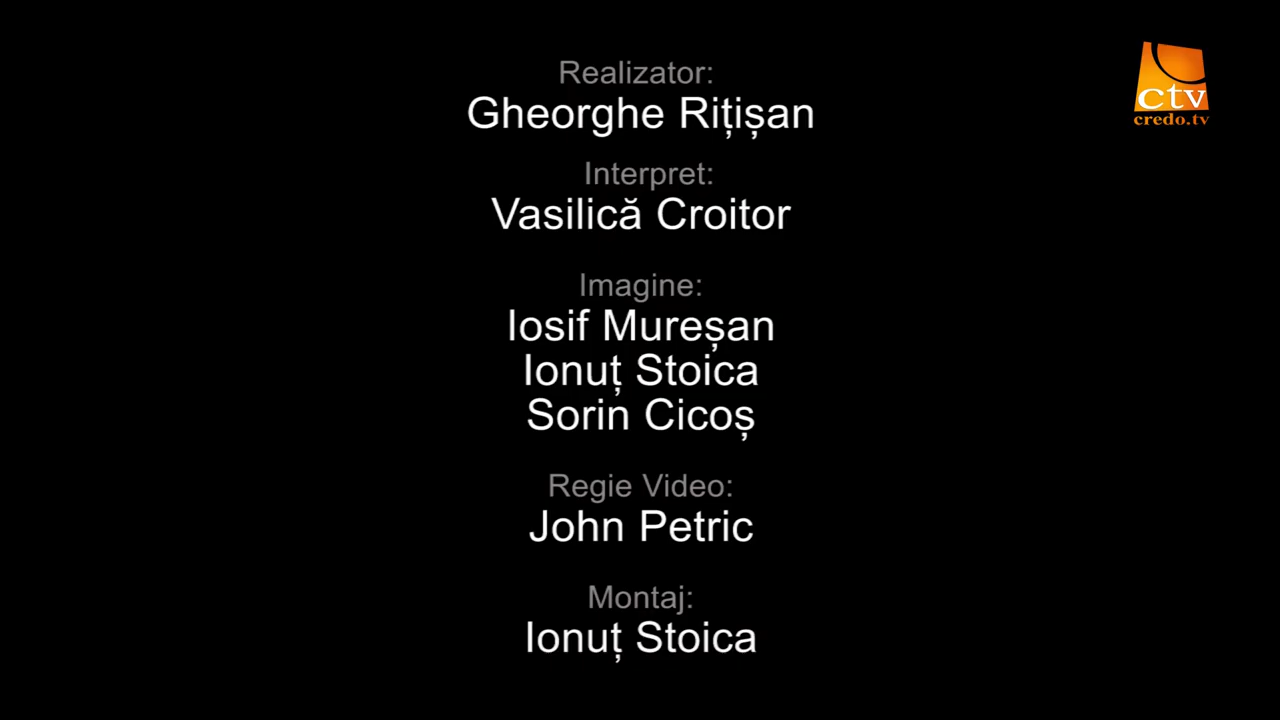 Realizator:
Gheorghe Rițișan
Interpret:
Vasilică Croitor
Imagine:
Iosif Mureșan
Ionuț Stoica
Sorin Cicoș
Regie Video:
John Petric
Montaj:
Ionuț Stoica
ctv
credo.tv